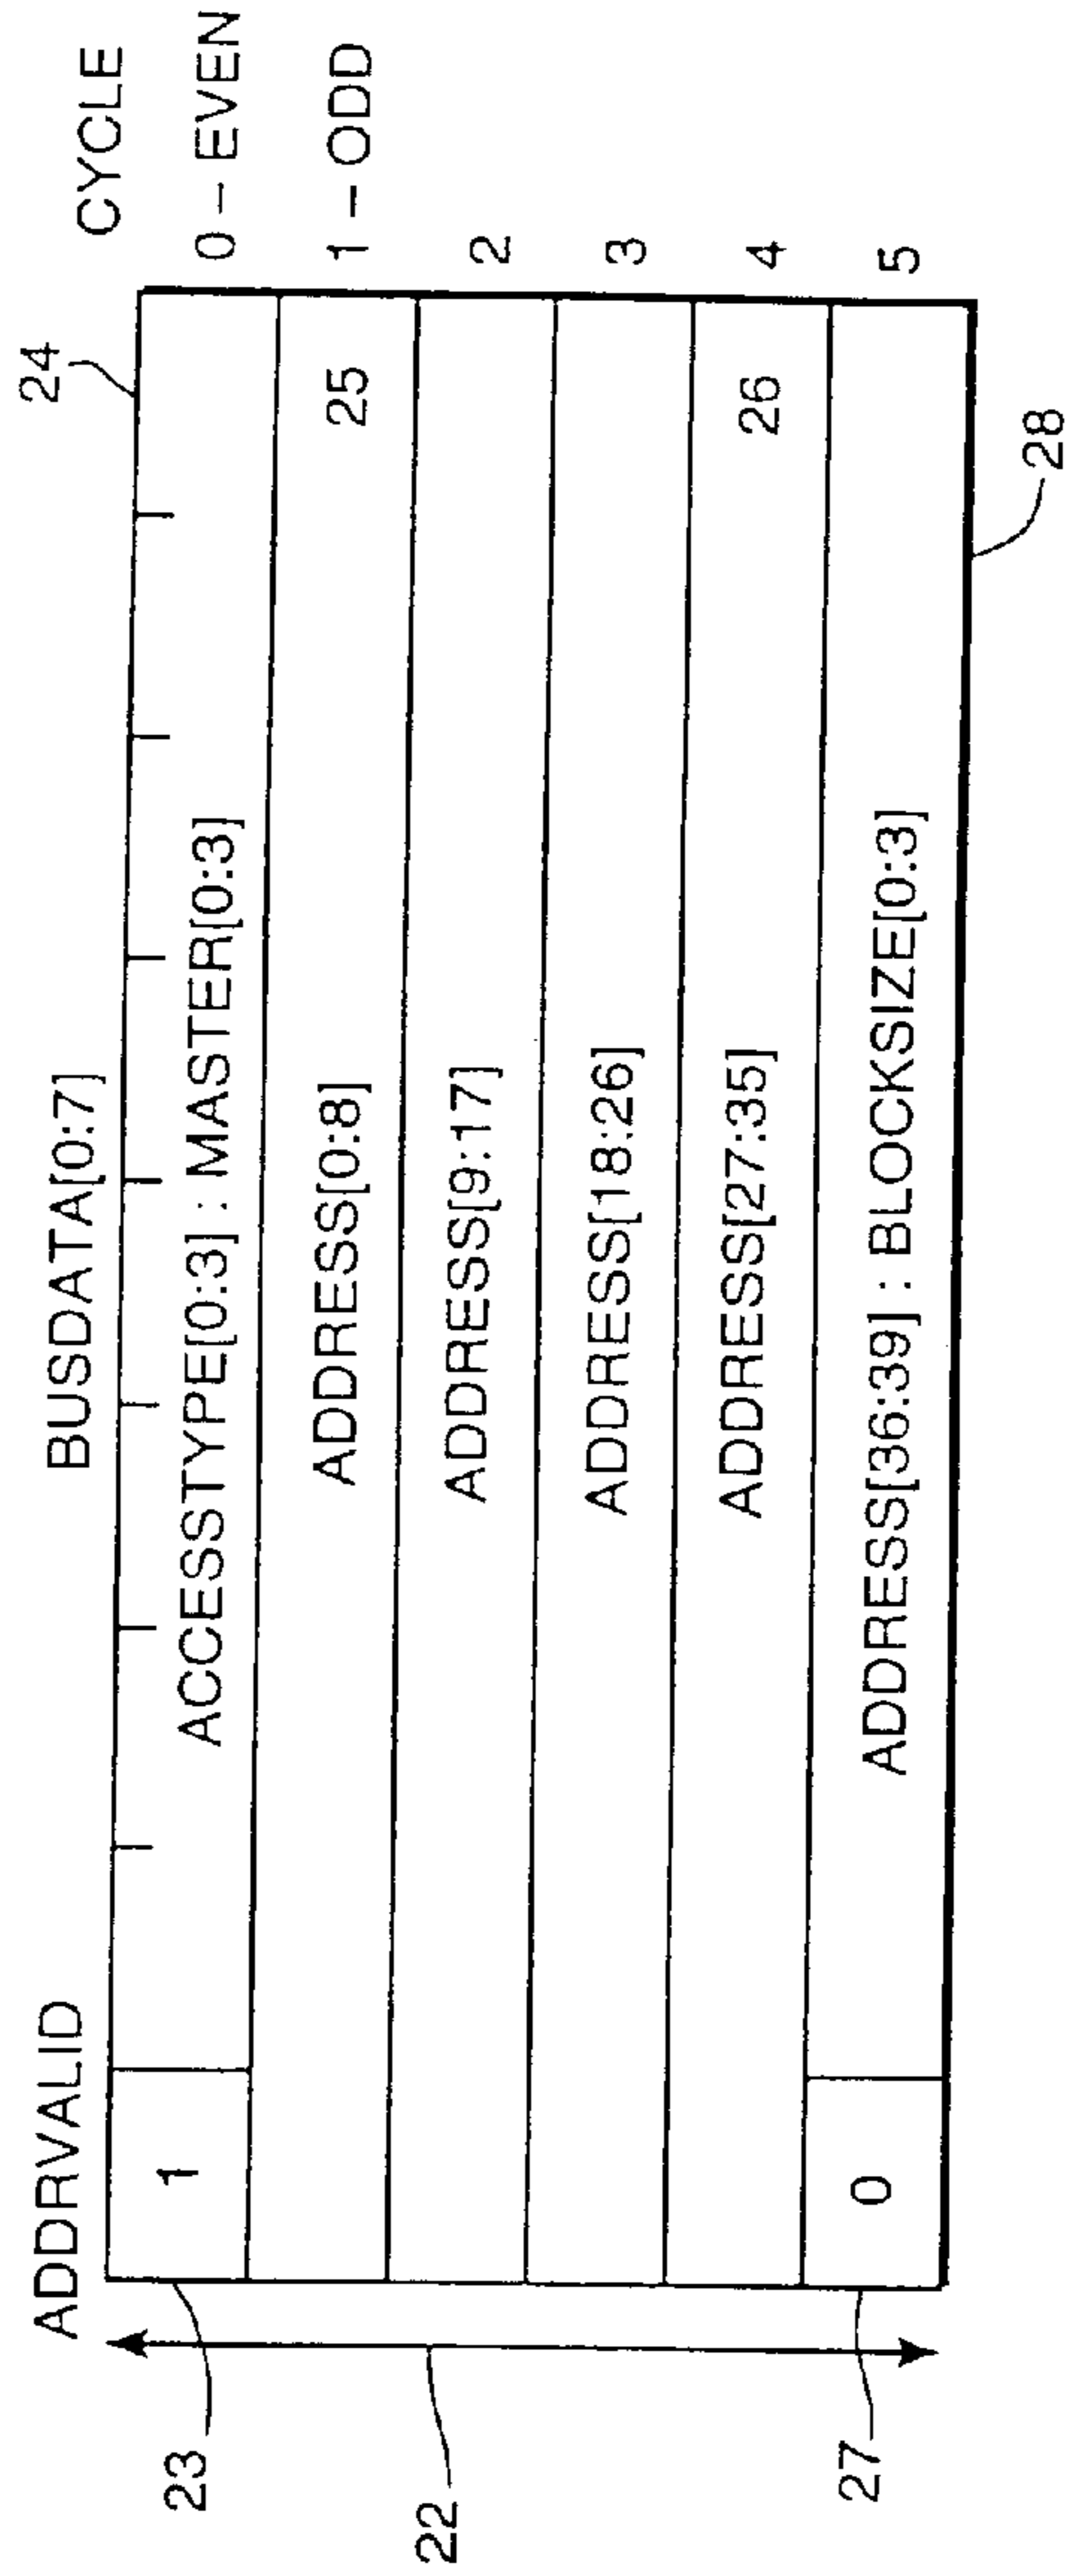 ADDRVALID BUSDATA[0:7] 24 CYCLE
23 1 ACCESSTYPE[0:3] : MASTER[0:3] 0 – EVEN
ADDRESS[0:8] 25 1 – ODD
22 ADDRESS[9:17] 2
ADDRESS[18:26] 3
ADDRESS[27:35] 26 4
27 0 ADDRESS[36:39] : BLOCKSIZE[0:3] 5
28